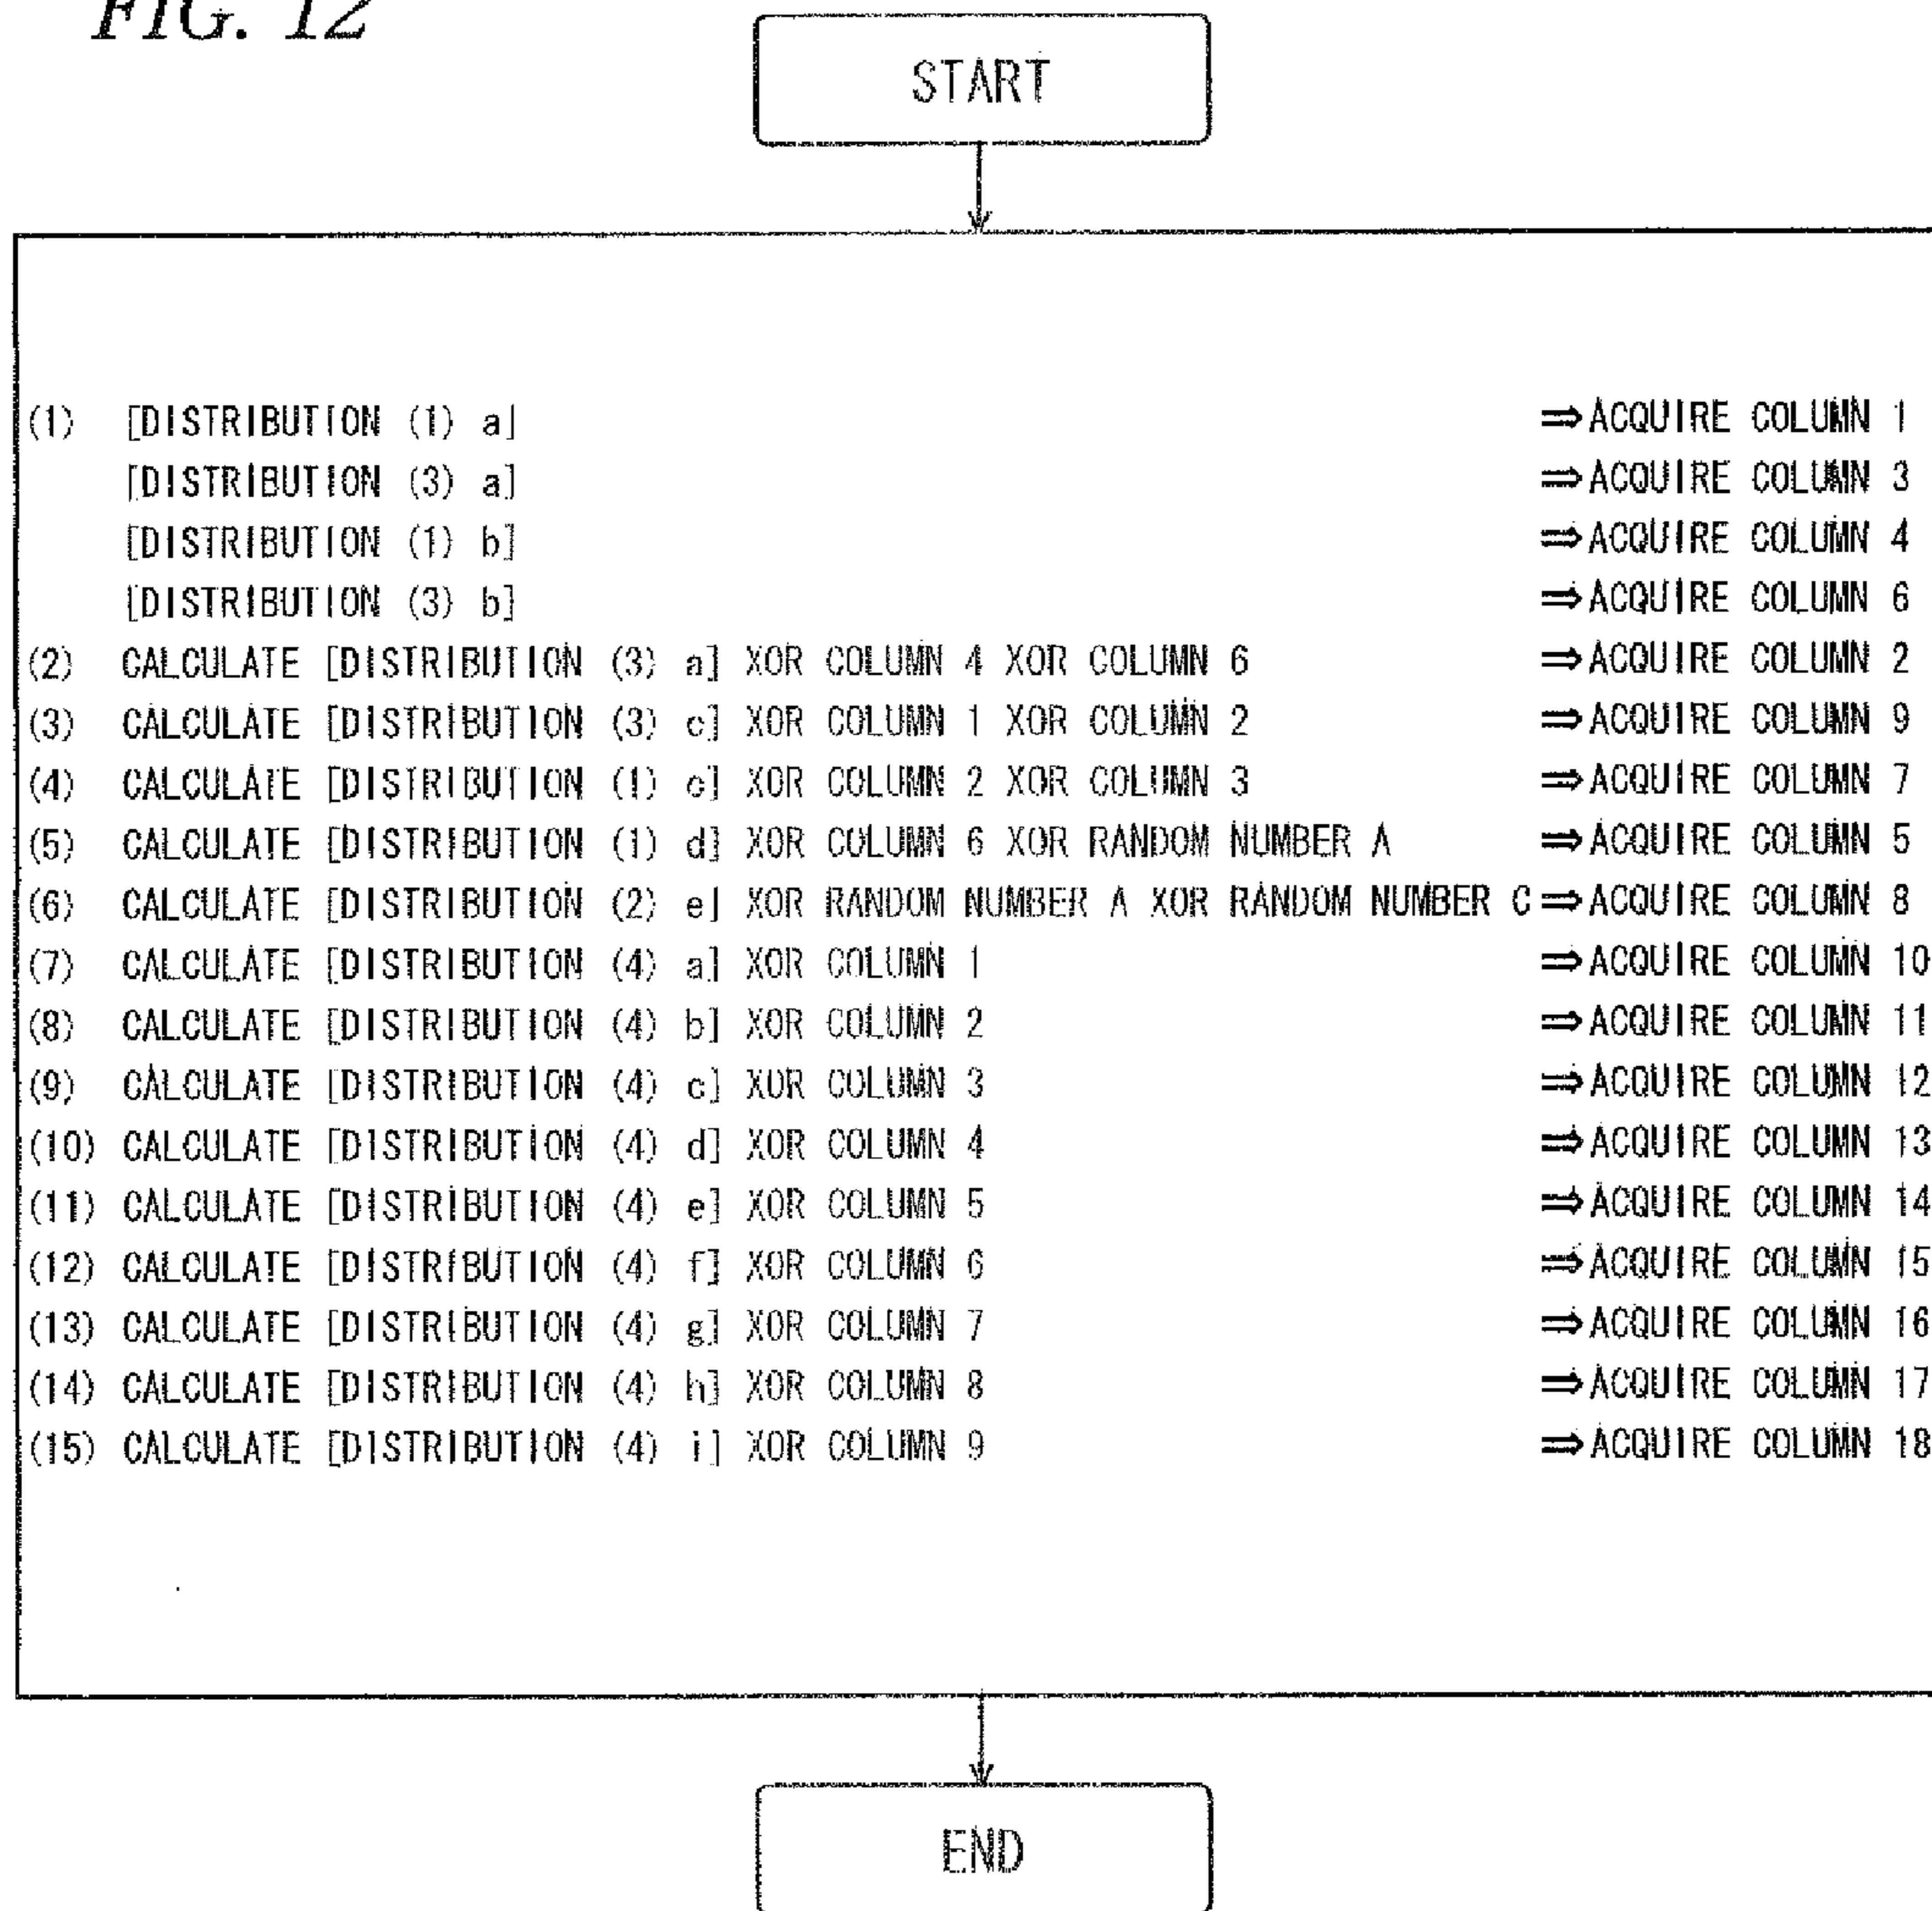 FIG. 12
START
(1) [DISTRIBUTION (1) a] ⇒ACQUIRE COLUMN 1
[DISTRIBUTION (3) a] ⇒ACQUIRE COLUMN 3
[DISTRIBUTION (1) b] ⇒ACQUIRE COLUMN 4
[DISTRIBUTION (3) b] ⇒ACQUIRE COLUMN 6
(2) CALCULATE [DISTRIBUTION (3) a] XOR COLUMN 4 XOR COLUMN 6 ⇒ACQUIRE COLUMN 2
(3) CALCULATE [DISTRIBUTION (3) c] XOR COLUMN 1 XOR COLUMN 2 ⇒ACQUIRE COLUMN 9
(4) CALCULATE [DISTRIBUTION (1) c] XOR COLUMN 2 XOR COLUMN 3 ⇒ACQUIRE COLUMN 7
(5) CALCULATE [DISTRIBUTION (1) d] XOR COLUMN 6 XOR RANDOM NUMBER A ⇒ACQUIRE COLUMN 5
(6) CALCULATE [DISTRIBUTION (2) e] XOR RANDOM NUMBER A XOR RANDOM NUMBER C⇒ACQUIRE COLUMN 8
(7) CALCULATE [DISTRIBUTION (4) a] XOR COLUMN 1 ⇒ACQUIRE COLUMN 10
(8) CALCULATE [DISTRIBUTION (4) b] XOR COLUMN 2 ⇒ACQUIRE COLUMN 11
(9) CALCULATE [DISTRIBUTION (4) c] XOR COLUMN 3 ⇒ACQUIRE COLUMN 12
(10) CALCULATE [DISTRIBUTION (4) d] XOR COLUMN 4 ⇒ACQUIRE COLUMN 13
(11) CALCULATE [DISTRIBUTION (4) e] XOR COLUMN 5 ⇒ACQUIRE COLUMN 14
(12) CALCULATE [DISTRIBUTION (4) f] XOR COLUMN 6 ⇒ACQUIRE COLUMN 15
(13) CALCULATE [DISTRIBUTION (4) g] XOR COLUMN 7 ⇒ACQUIRE COLUMN 16
(14) CALCULATE [DISTRIBUTION (4) h] XOR COLUMN 8 ⇒ACQUIRE COLUMN 17
(15) CALCULATE [DISTRIBUTION (4) i] XOR COLUMN 9 ⇒ACQUIRE COLUMN 18
END